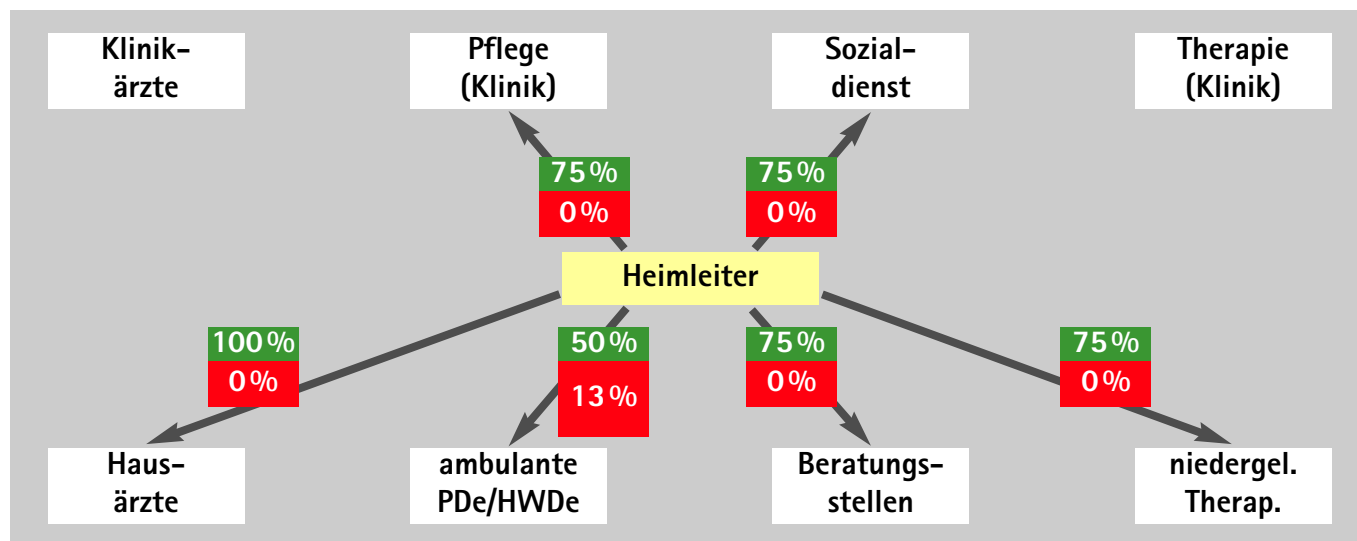 Klinik-
ärzte
Pflege
(Klinik)
Sozial-
dienst
Therapie
(Klinik)
75%
0%
75%
0%
Heimleiter
100%
0%
50%
13%
75%
0%
75%
0%
Haus-
ärzte
ambulante
PDe/HWDe
Beratungs-
stellen
niedergel.
Therap.